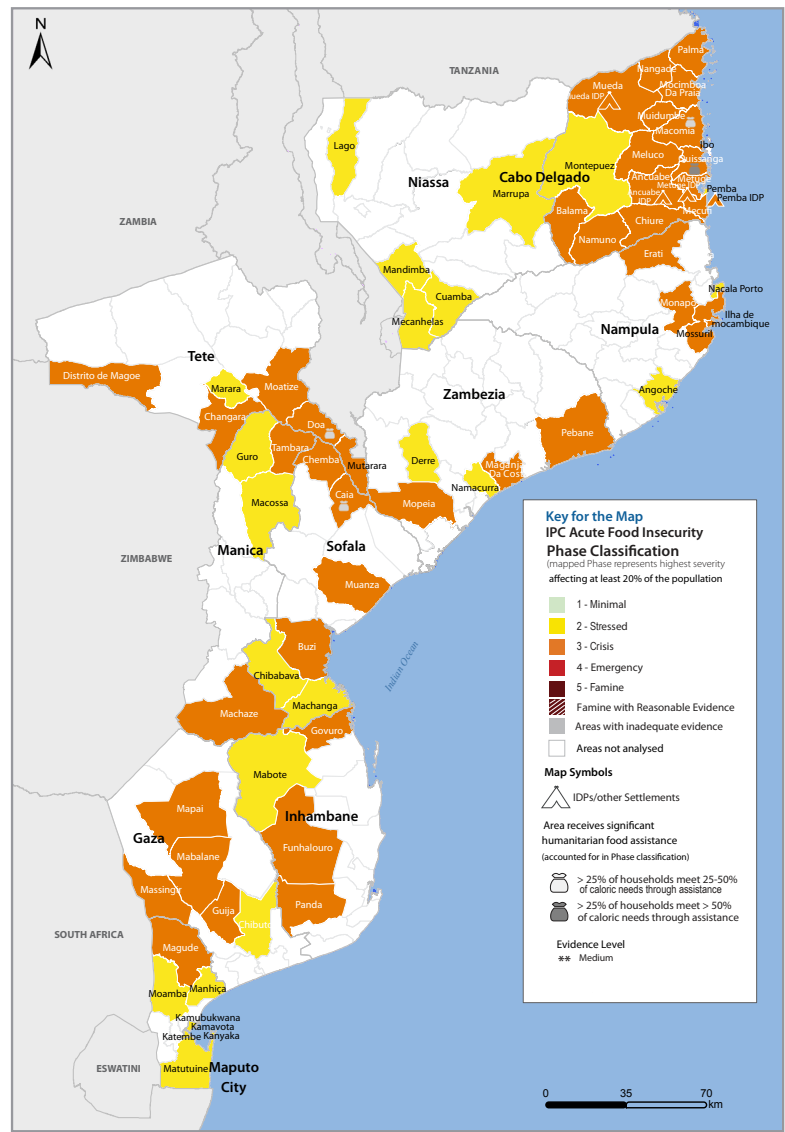 N
TANZANIA
Palma
Nangade
Mueda
Mocimboa
Da Praia
Mueda IDP
Muidumbe
Macomia
Lago
Ibo
Meluco
Quissanga
Montepuez
Niassa
Cabo Delgado
Ancuabe
Metuge
Metuge IDP
Marrupa
Ancuabe
IDP
Pemba
Pemba IDP
Balama
Mecufi
Chiure
ZAMBIA
Namuno
Erati
Mandimba
Nacala Porto
Cuamba
Monapo
Ilha de
mocambique
Mecanhelas
Nampula
Mossuril
Tete
Distrito de Magoe
Marara
Moatize
Zambezia
Angoche
Changara
Doa
Pebane
Tambara
Guro
Chemba
Mutarara
Derre
Maganja
Da Costa
Namacurra
Caia
Macossa
Mopeia
Manica
Sofala
ZIMBABWE
Muanza
Buzi
Indian Ocean
Chibabava
Machanga
Machaze
Govuro
Mabote
Mapai
Inhambane
Gaza
Funhalouro
Mabalane
Massingir
Panda
Guija
Chibuto
SOUTH AFRICA
Magude
Moamba
Manhiça
Kamubukwana
Kamavota
Katembe
Kanyaka
ESWATINI
Matutuine
Maputo
City
Key for the Map
IPC Acute Food Insecurity
Phase Classification
(mapped Phase represents highest severity
affecting at least 20% of the popullation
1 - Minimal
2 - Stressed
3 - Crisis
4 - Emergency
5 - Famine
Famine with Reasonable Evidence
Areas with inadequate evidence
Areas not analysed
Map Symbols
IDPs/other Settlements
Area receives significant
humanitarian food assistance
(accounted for in Phase classification)
> 25% of households meet 25-50%
of caloric needs through assistance
> 25% of households meet > 50%
of caloric needs through assistance
Evidence Level
** Medium
0 35 70
km